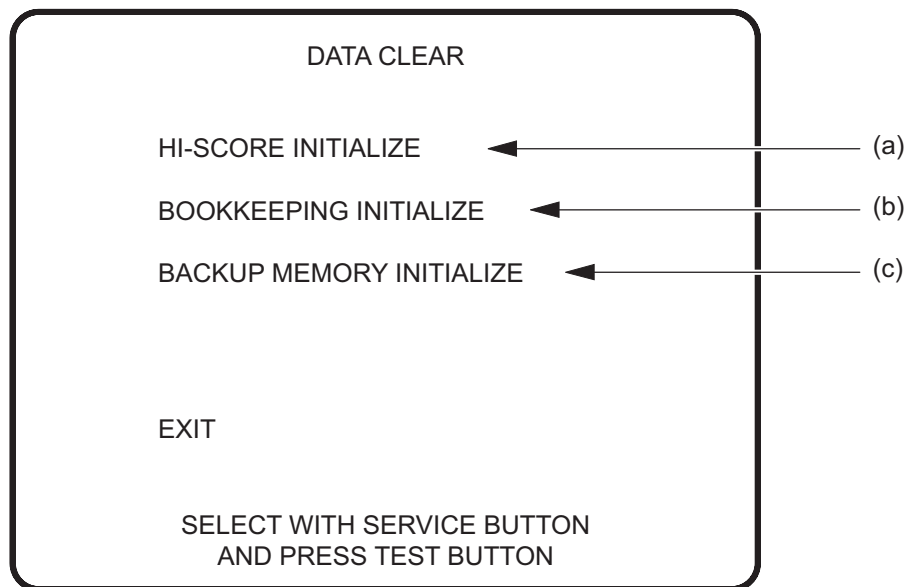 DATA CLEAR
HI-SCORE INITIALIZE (a)
BOOKKEEPING INITIALIZE (b)
BACKUP MEMORY INITIALIZE (c)
EXIT
SELECT WITH SERVICE BUTTON
AND PRESS TEST BUTTON